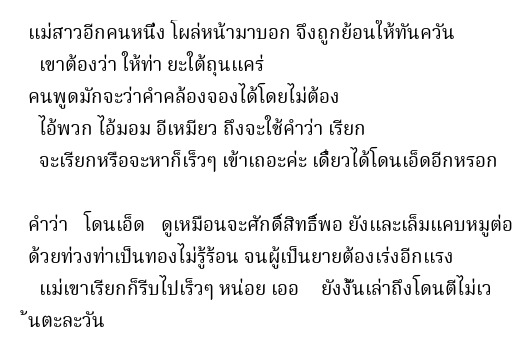 แม่สาวอีกคนหนึ่ง โผล่หน้ามาบอก จึงถูกย้อนให้ทันควัน
เขาต้องว่า ให้ท่า ยะใต้ถุนแคร่
คนพูดมักจะว่าคำคล้องจองได้โดยไม่ต้อง
ไอ้พวก ไอ้มอม อีเหมียว ถึงจะใช้คำว่า เรียก
จะเรียกหรือจะหาก็เร็วๆ เข้าเถอะค่ะ เดี๋ยวได้โดนเอ็ดอีกหรอก
คำว่า โดนเอ็ด ดูเหมือนจะศักดิ์สิทธิ์พอ ยังและเล็มแคบหมูต่อ
ด้วยท่วงท่าเป็นทองไม่รู้ร้อน จนผู้เป็นยายต้องเร่งอีกแรง
แม่เขาเรียกก็รีบไปเร็วๆ หน่อย เออ ยังงั้นเล่าถึงโดนตีไม่เว
้นตะละวัน